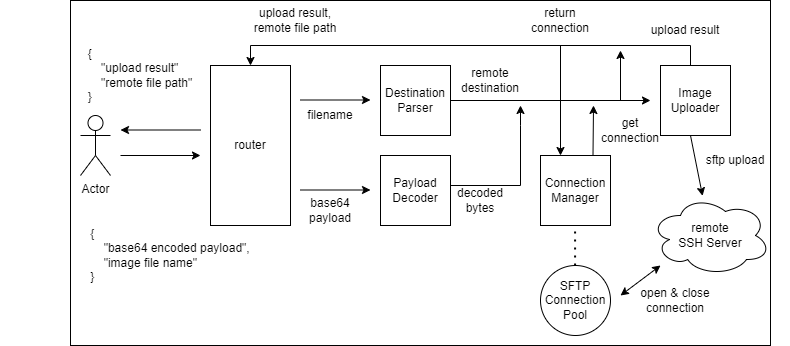 upload result,
remote file path
return
connection
upload result
{
"upload result"
"remote file path"
}
Actor
router
filename
Destination
Parser
remote
destination
Image
Uploader
get
connection
base64
payload
Payload
Decoder
decoded
bytes
Connection
Manager
sftp upload
remote
SSH Server
{
"base64 encoded payload",
"image file name"
}
SFTP
Connection
Pool
open & close
connection